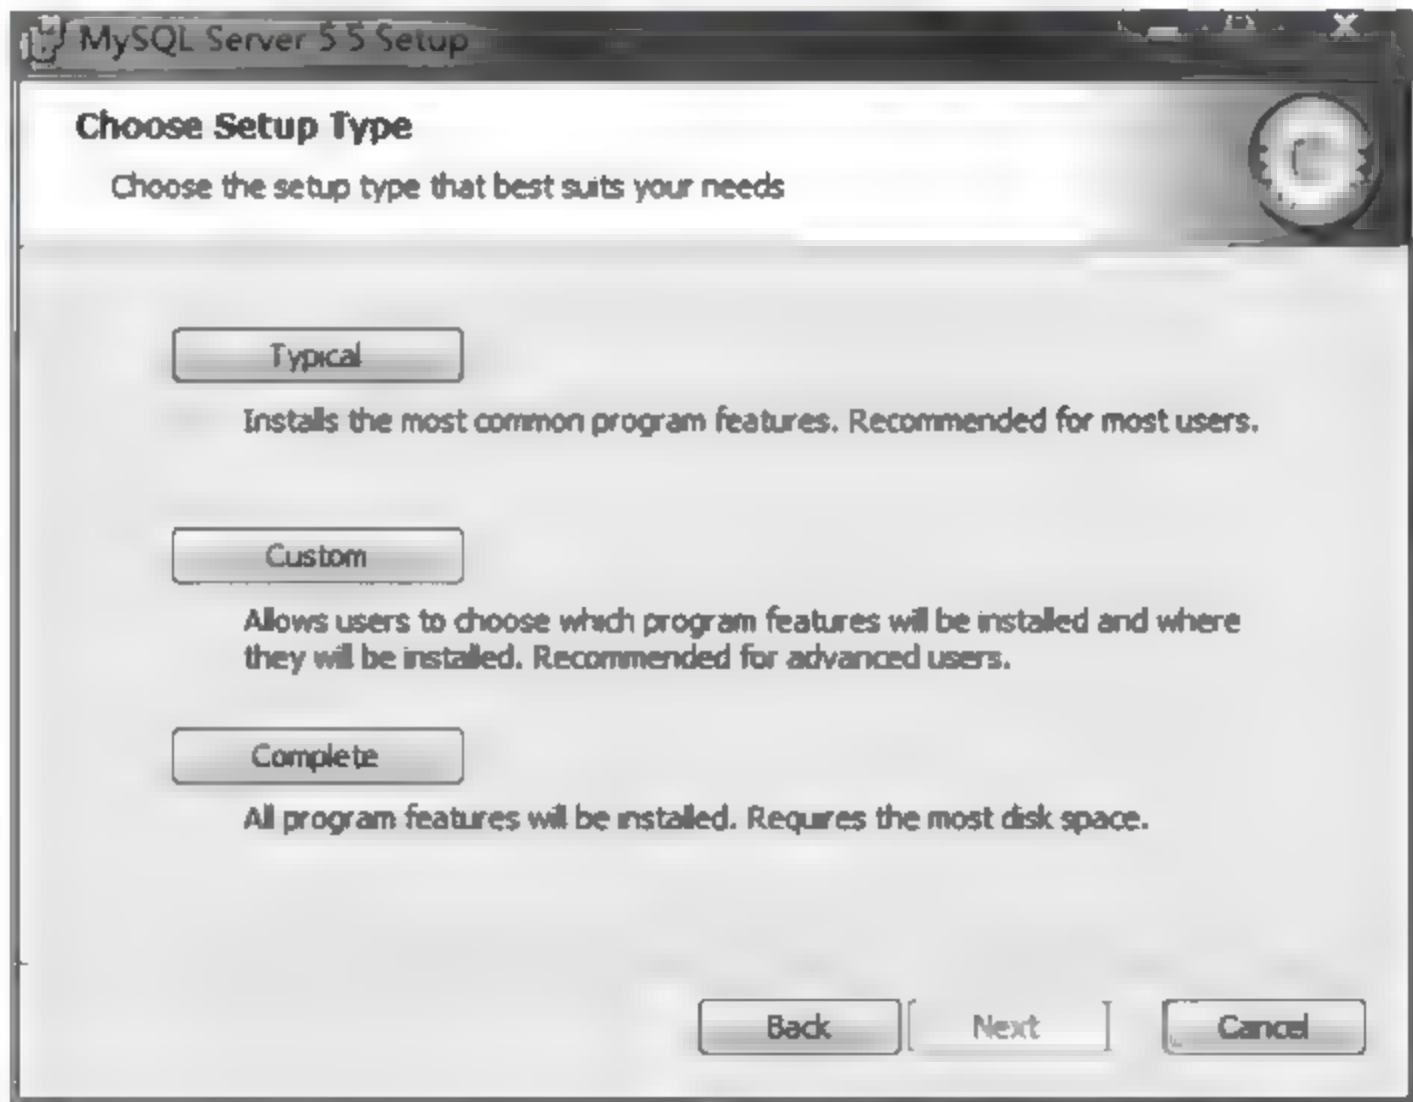 MySQL Server 5.5 Setup
Choose Setup Type
Choose the setup type that best suits your needs
Typical
Installs the most common program features. Recommended for most users.
Custom
Allows users to choose which program features will be installed and where
they will be installed. Recommended for advanced users.
Complete
All program features will be installed. Requires the most disk space.
Back
Next
Cancel